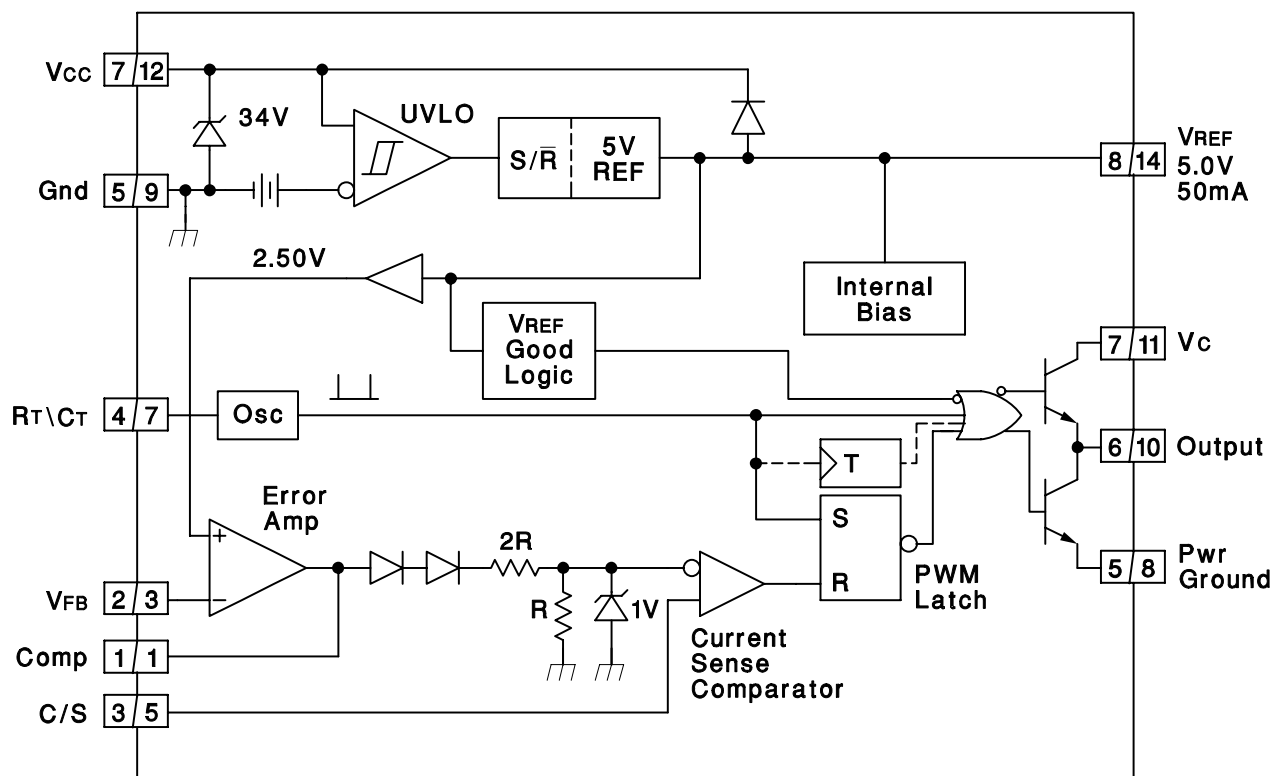 VCC 7 12
34V
UVLO
S/R̅
5V
REF
VREF
8 14
5.0V
50mA
Gnd 5 9
2.50V
Internal
Bias
VREF
Good
Logic
7 11 VC
RT\CT 4 7
Osc
T
6 10 Output
Error
Amp
+
−
2R
S
R
PWM
Latch
5 8
Pwr
Ground
VFB 2 3
R
1V
Comp 1 1
Current
Sense
Comparator
C/S 3 5